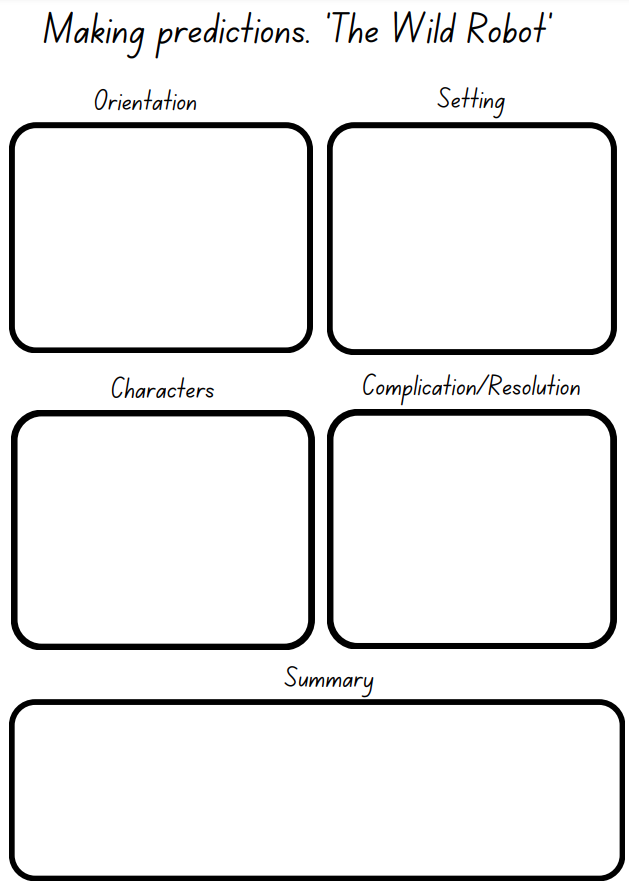 Making predictions. 'The Wild Robot'
Orientation
Setting
Characters
Complication/Resolution
Summary